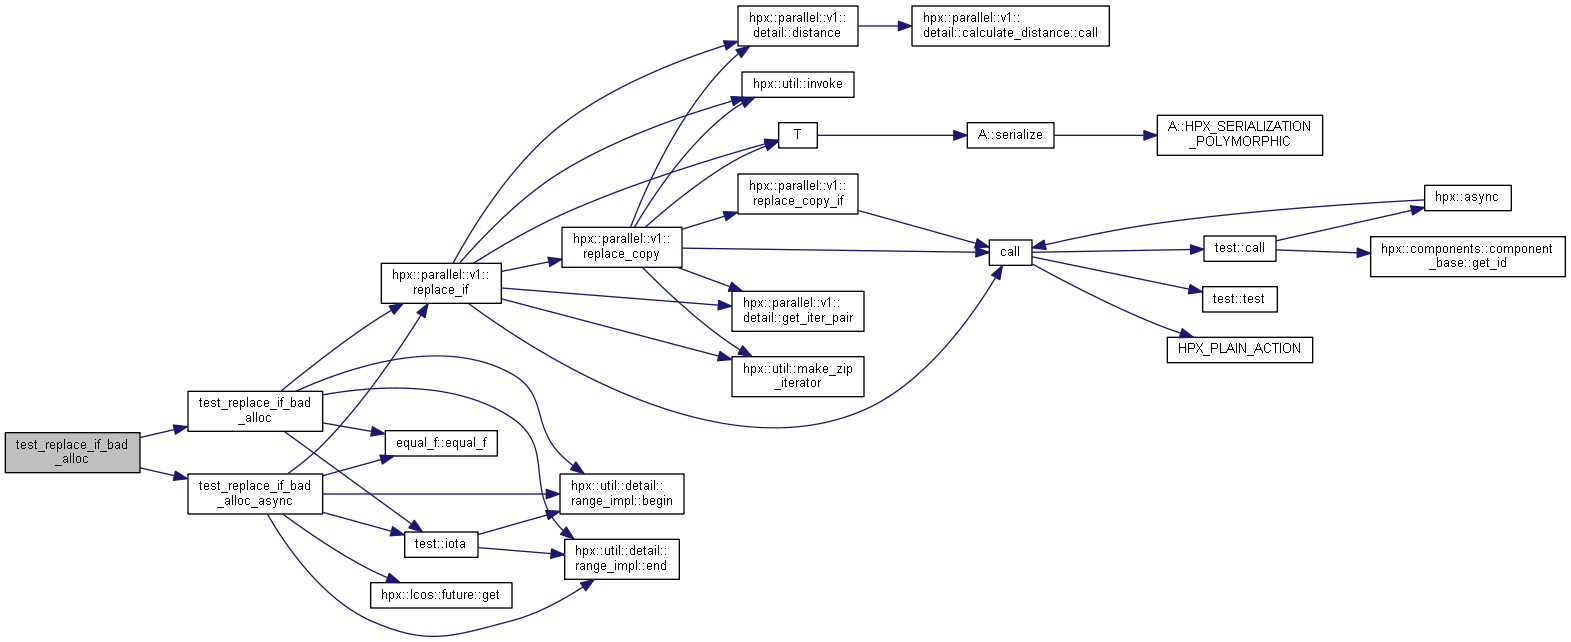 hpx::parallel::v1::
detail::distance
hpx::parallel::v1::
detail::calculate_distance::call
hpx::util::invoke
T
A::serialize
A::HPX_SERIALIZATION
_POLYMORPHIC
hpx::parallel::v1::
replace_copy_if
hpx::async
hpx::parallel::v1::
replace_copy
call
test::call
hpx::components::component
_base::get_id
hpx::parallel::v1::
replace_if
hpx::parallel::v1::
detail::get_iter_pair
test::test
HPX_PLAIN_ACTION
hpx::util::make_zip
_iterator
test_replace_if_bad
_alloc
test_replace_if_bad
_alloc
equal_f::equal_f
test_replace_if_bad
_alloc_async
hpx::util::detail::
range_impl::begin
test::iota
hpx::util::detail::
range_impl::end
hpx::lcos::future::get